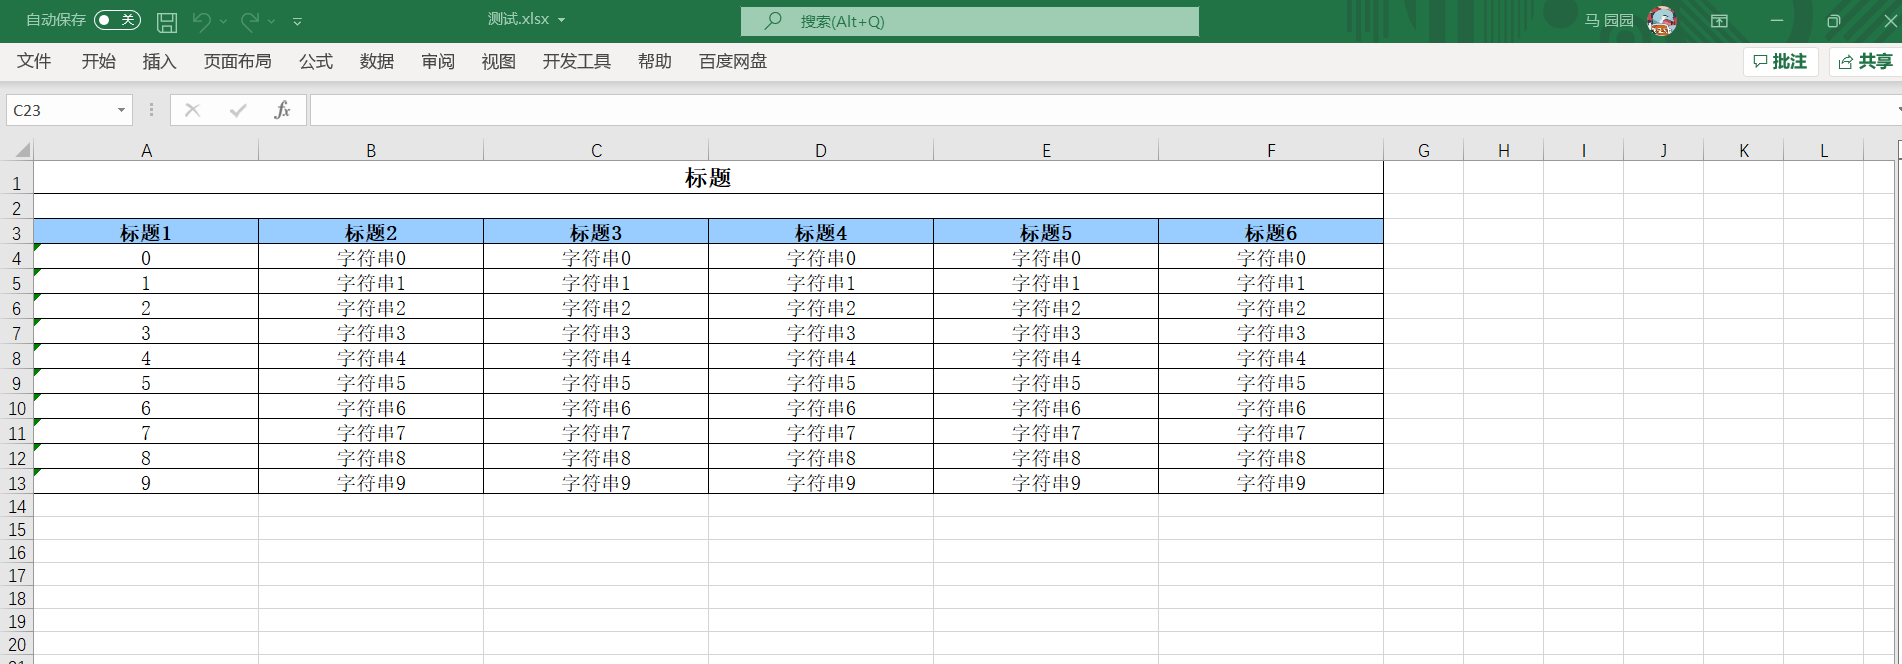 自动保存 关 测试.xlsx 搜索(Alt+Q) 马 园园
文件 开始 插入 页面布局 公式 数据 审阅 视图 开发工具 帮助 百度网盘 批注 共享
C23 fx
A B C D E F G H I J K L
1 标题
2
3 标题1 标题2 标题3 标题4 标题5 标题6
4 0 字符串0 字符串0 字符串0 字符串0 字符串0
5 1 字符串1 字符串1 字符串1 字符串1 字符串1
6 2 字符串2 字符串2 字符串2 字符串2 字符串2
7 3 字符串3 字符串3 字符串3 字符串3 字符串3
8 4 字符串4 字符串4 字符串4 字符串4 字符串4
9 5 字符串5 字符串5 字符串5 字符串5 字符串5
10 6 字符串6 字符串6 字符串6 字符串6 字符串6
11 7 字符串7 字符串7 字符串7 字符串7 字符串7
12 8 字符串8 字符串8 字符串8 字符串8 字符串8
13 9 字符串9 字符串9 字符串9 字符串9 字符串9
14
15
16
17
18
19
20